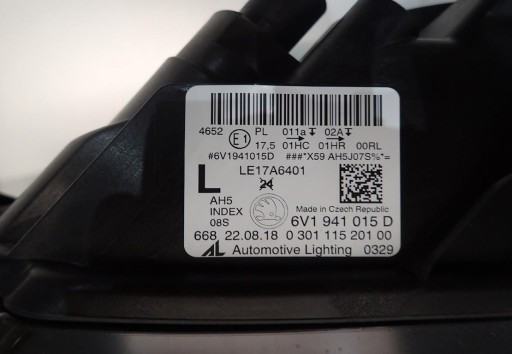 4652 E1 PL 011a 02A
17,5 01HC 01HR 00RL
#6V1941015D ###*X59 AH5J07S%*=
L LE17A6401
24
AH5
INDEX
08S
Made in Czech Republic
6V1 941 015 D
668 22.08.18 0 301 115 201 00
AL Automotive Lighting 0329